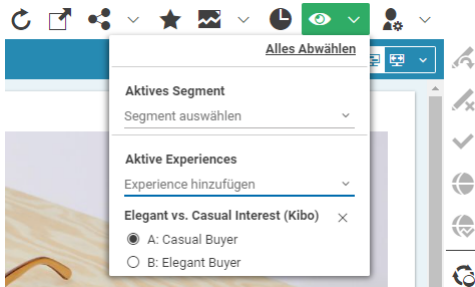 Alles Abwählen
Aktives Segment
Segment auswählen
Aktive Experiences
Experience hinzufügen
Elegant vs. Casual Interest (Kibo)
A: Casual Buyer
B: Elegant Buyer